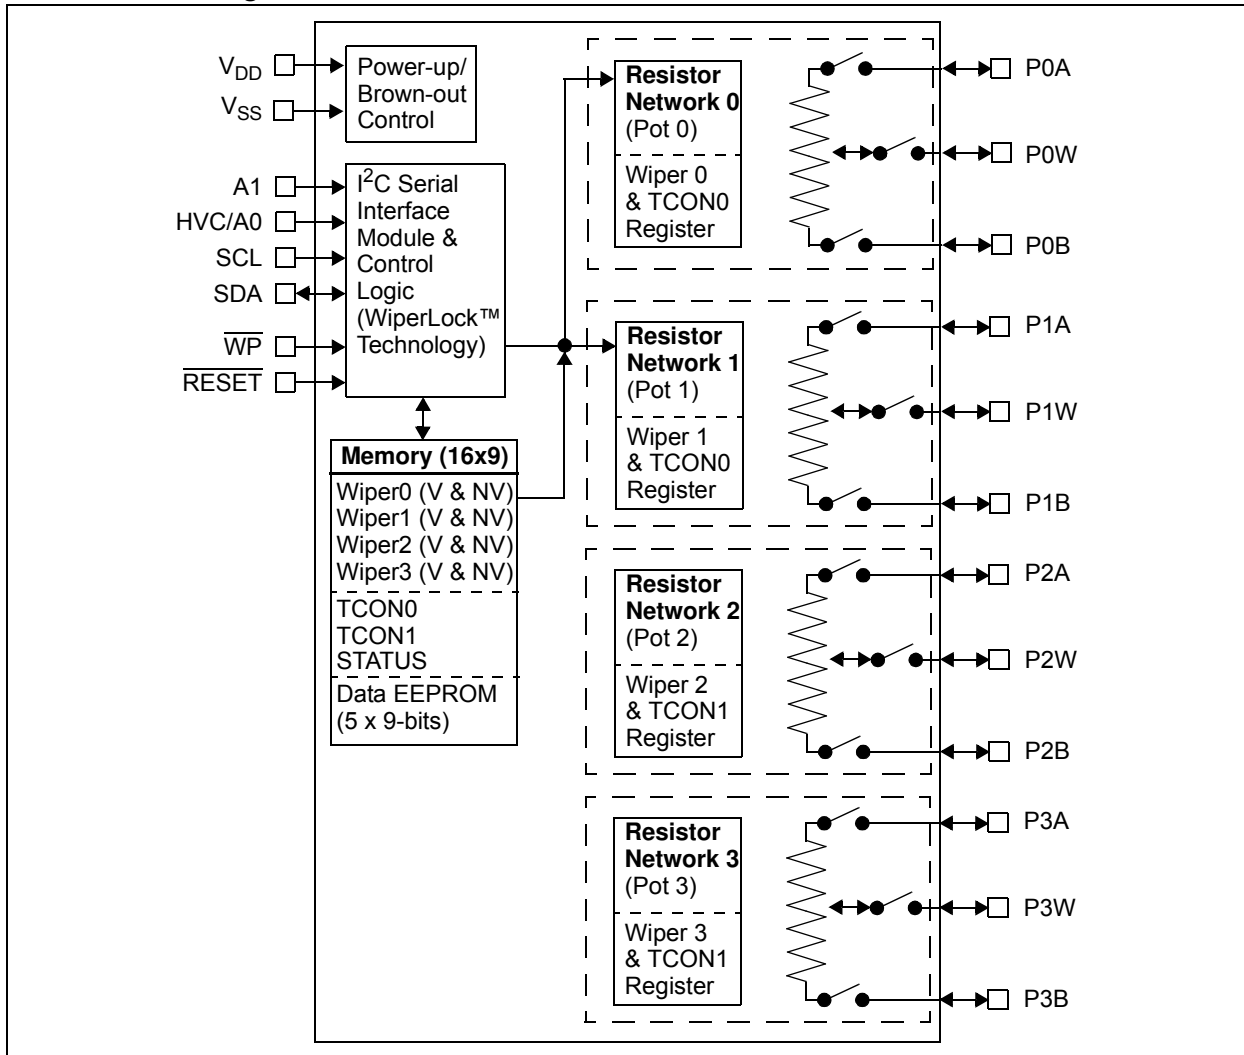 V_DD
V_SS
Power-up/
Brown-out
Control
A1
HVC/A0
SCL
SDA
WP
RESET
I2C Serial
Interface
Module &
Control
Logic
(WiperLock™
Technology)
Memory (16x9)
Wiper0 (V & NV)
Wiper1 (V & NV)
Wiper2 (V & NV)
Wiper3 (V & NV)
TCON0
TCON1
STATUS
Data EEPROM
(5 x 9-bits)
Resistor
Network 0
(Pot 0)
Wiper 0
& TCON0
Register
P0A
P0W
P0B
Resistor
Network 1
(Pot 1)
Wiper 1
& TCON0
Register
P1A
P1W
P1B
Resistor
Network 2
(Pot 2)
Wiper 2
& TCON1
Register
P2A
P2W
P2B
Resistor
Network 3
(Pot 3)
Wiper 3
& TCON1
Register
P3A
P3W
P3B